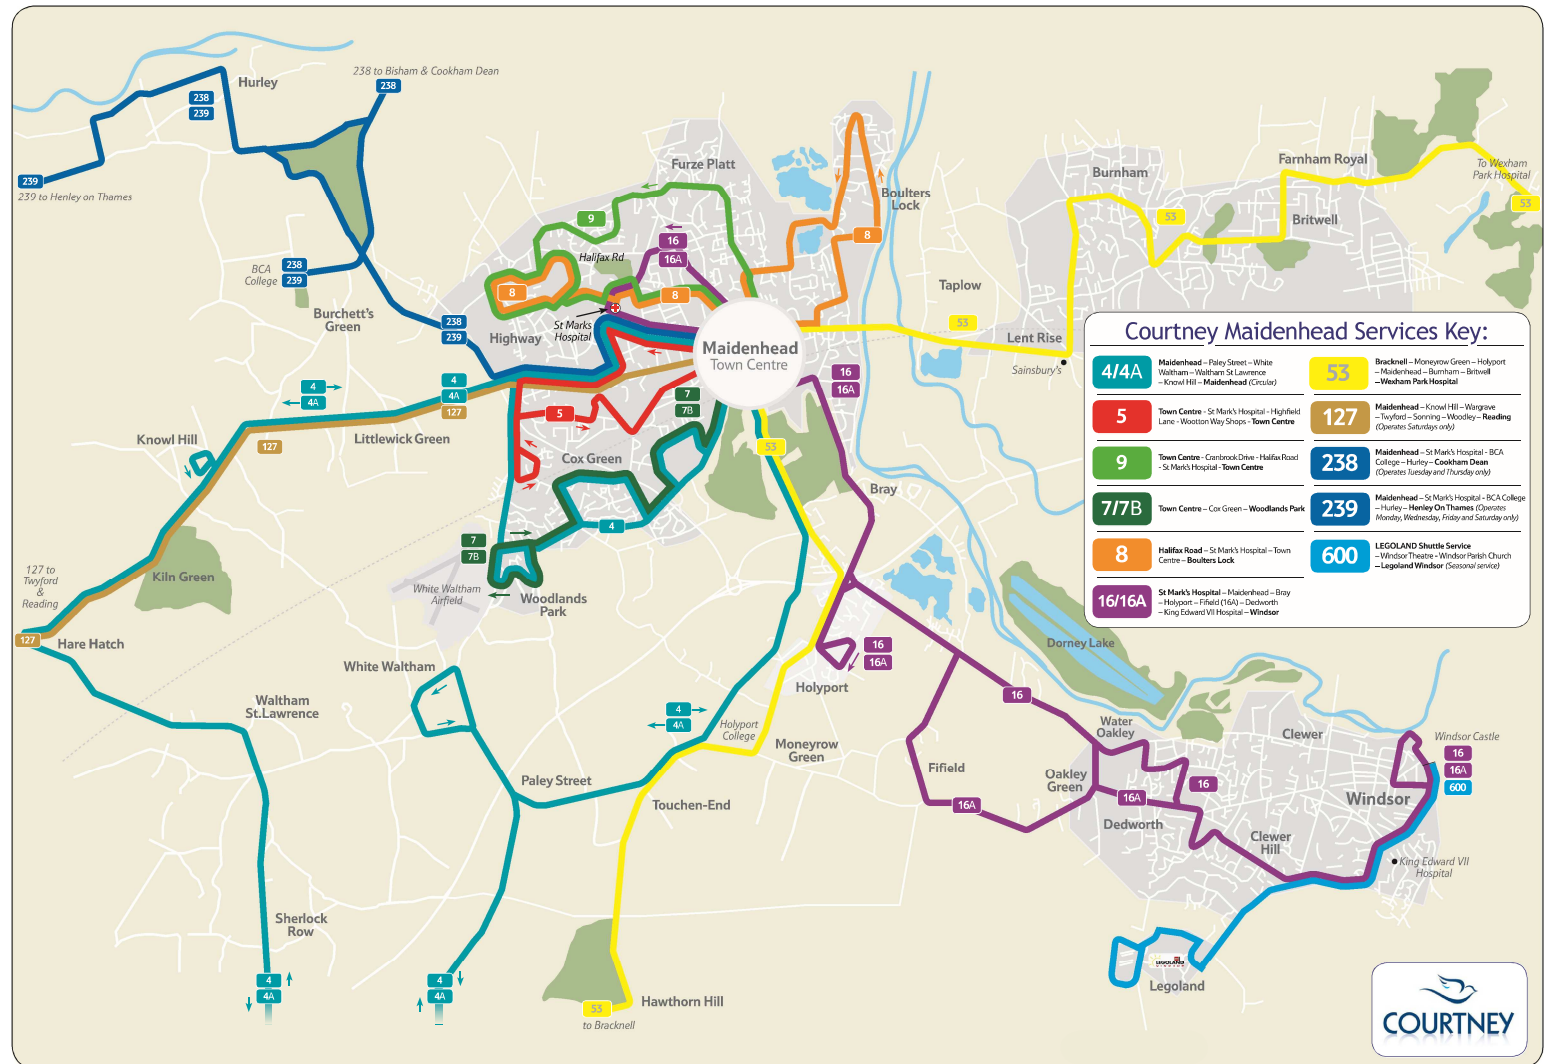 238 to Bisham & Cookham Dean
238
Hurley
238
239
239
239 to Henley on Thames
BCA
College
238
239
Burchett's
Green
238
239
Furze Platt
9
Halifax Rd
16
16A
8
8
St Marks
Hospital
Highway
Boulters
Lock
8
Taplow
Burnham
53
Farnham Royal
Britwell
To Wexham
Park Hospital
53
53
Lent Rise
Sainsbury's
Maidenhead
Town Centre
16
16A
7
7B
4
4A
4
4A
127
5
Littlewick Green
Knowl Hill
127
Cox Green
53
Bray
4
7
7B
White Waltham
Airfield
Woodlands
Park
Kiln Green
127 to
Twyford
&
Reading
127
Hare Hatch
White Waltham
Waltham
St.Lawrence
16
16A
Holyport
Dorney Lake
16
4
4A
Holyport
College
Moneyrow
Green
Paley Street
Touchen-End
Fifield
16A
Water
Oakley
Oakley
Green
16A
16
Dedworth
Clewer
Clewer
Hill
Windsor
Windsor Castle
16
16A
600
King Edward VII
Hospital
Sherlock
Row
4
4A
4
4A
53
to Bracknell
Hawthorn Hill
LEGOLAND
Legoland
COURTNEY
Courtney Maidenhead Services Key:
4/4A
Maidenhead – Paley Street – White
Waltham – Waltham St Lawrence
– Knowl Hill – Maidenhead (Circular)
5
Town Centre - St Mark's Hospital - Highfield
Lane - Wootton Way Shops - Town Centre
9
Town Centre - Cranbrook Drive - Halifax Road
- St Mark's Hospital - Town Centre
7/7B
Town Centre – Cox Green – Woodlands Park
8
Halifax Road – St Mark's Hospital – Town
Centre – Boulters Lock
16/16A
St Mark's Hospital – Maidenhead – Bray
– Holyport – Fifield (16A) – Dedworth
– King Edward VII Hospital – Windsor
53
Bracknell – Moneyrow Green – Holyport
– Maidenhead – Burnham – Britwell
– Wexham Park Hospital
127
Maidenhead – Knowl Hill – Wargrave
– Twyford – Sonning – Woodley – Reading
(Operates Saturdays only)
238
Maidenhead – St Mark's Hospital - BCA
College – Hurley – Cookham Dean
(Operates Tuesday and Thursday only)
239
Maidenhead – St Mark's Hospital - BCA College
– Hurley – Henley On Thames (Operates
Monday, Wednesday, Friday and Saturday only)
600
LEGOLAND Shuttle Service
– Windsor Theatre - Windsor Parish Church
– Legoland Windsor (Seasonal service)